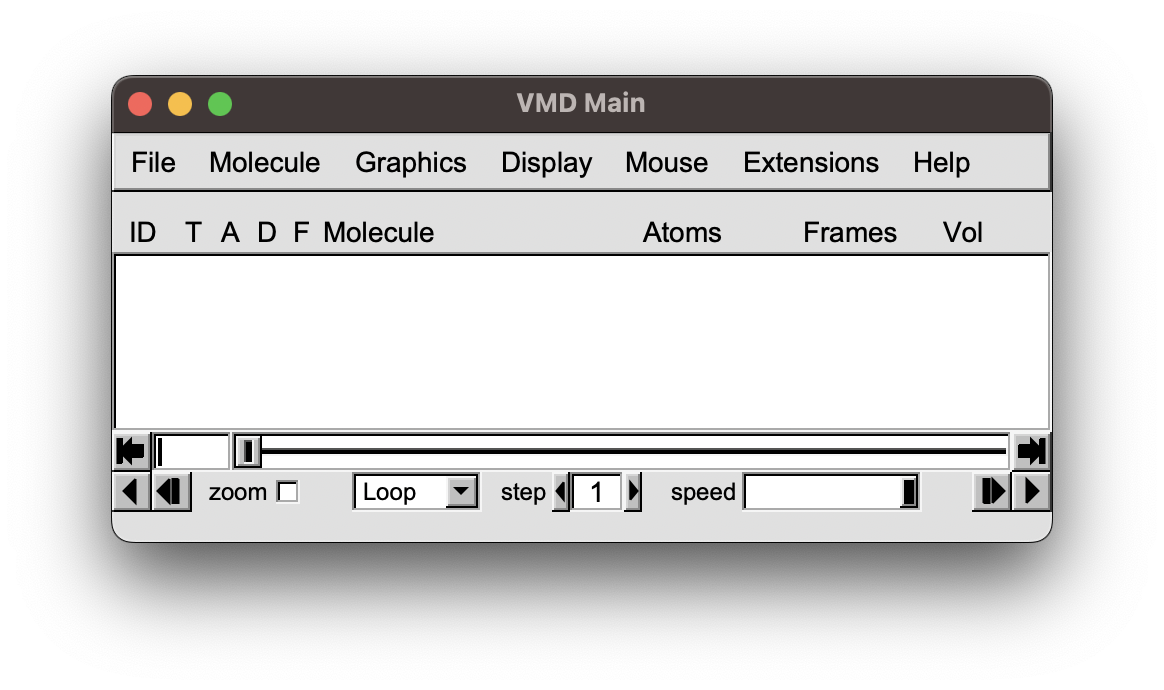 VMD Main
File Molecule Graphics Display Mouse Extensions Help
ID T A D F Molecule Atoms Frames Vol
zoom Loop step 1 speed